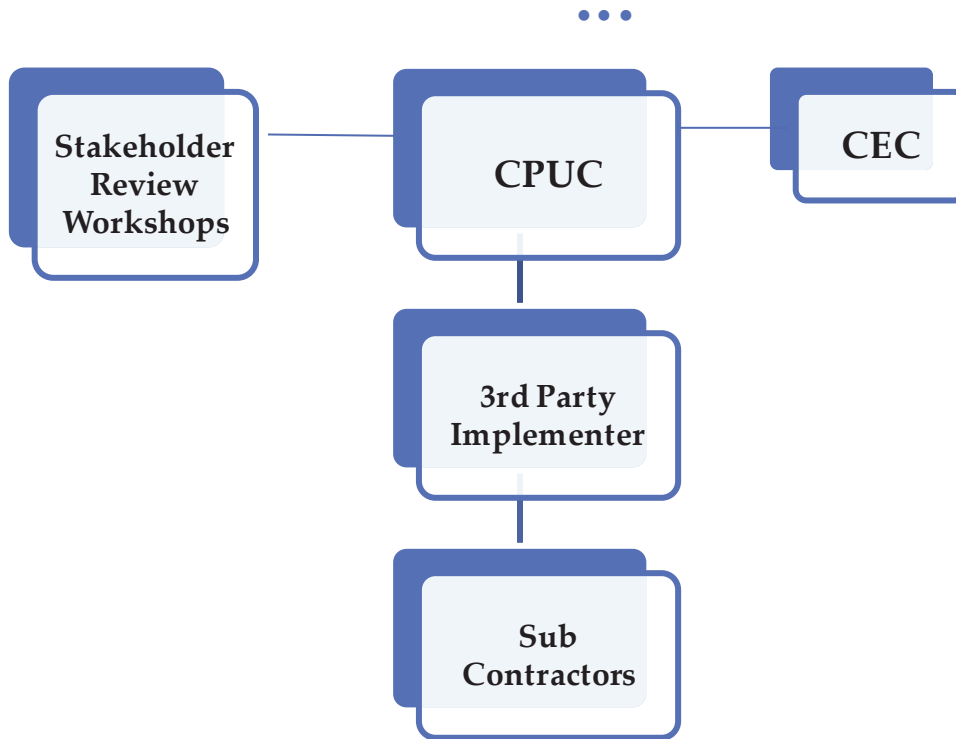 Stakeholder
Review
Workshops
CPUC
CEC
3rd Party
Implementer
Sub
Contractors